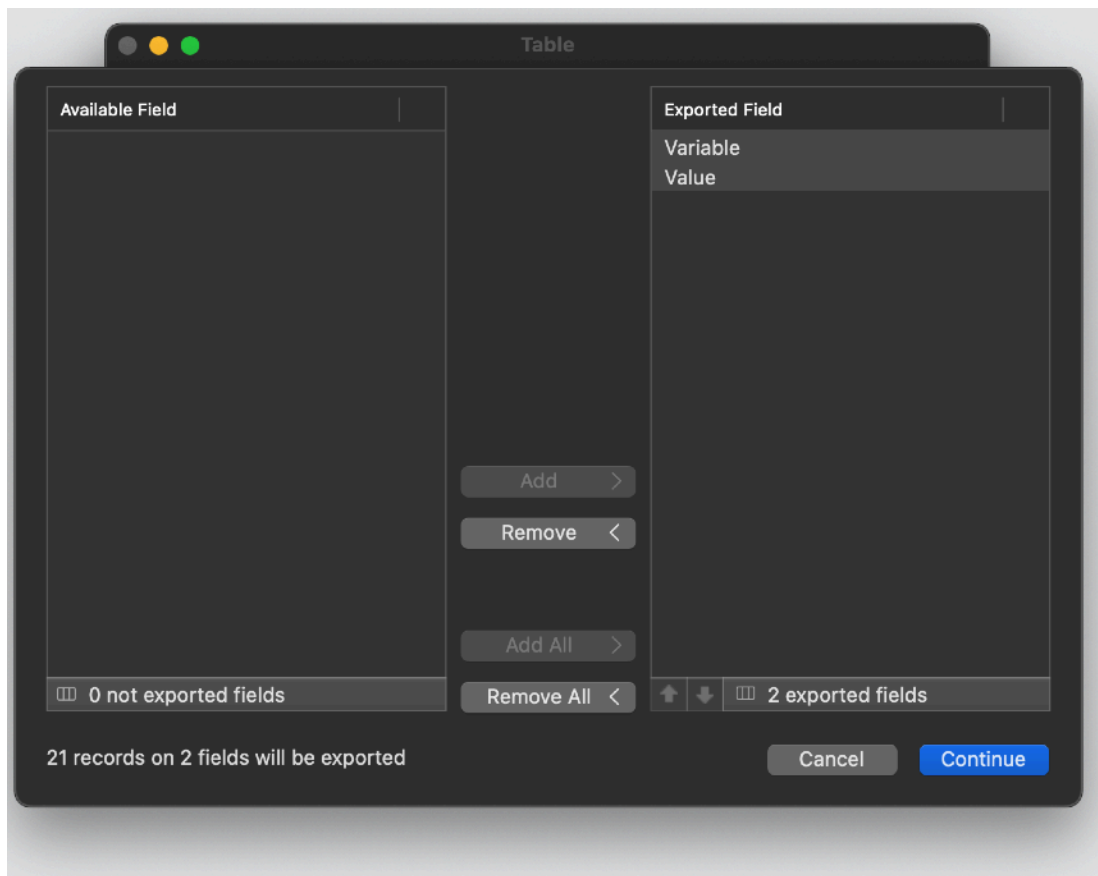 Table
Available Field
Exported Field
Variable
Value
Add
Remove
Add All
Remove All
0 not exported fields
2 exported fields
21 records on 2 fields will be exported
Cancel
Continue